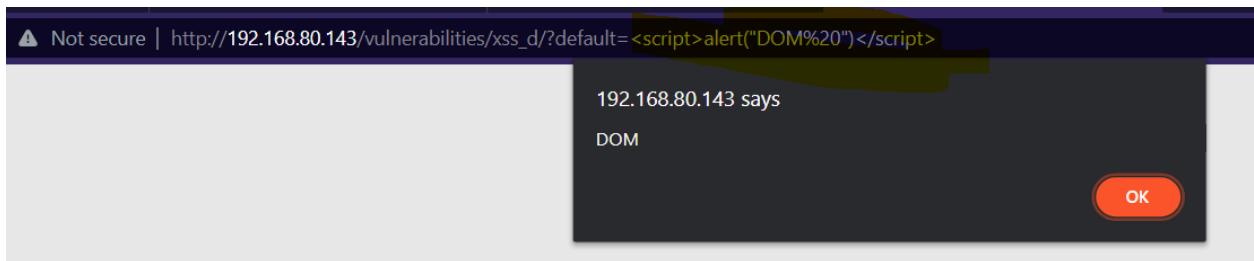 Not secure | http://192.168.80.143/vulnerabilities/xss_d/?default=<script>alert("DOM%20")</script>
192.168.80.143 says
DOM
OK